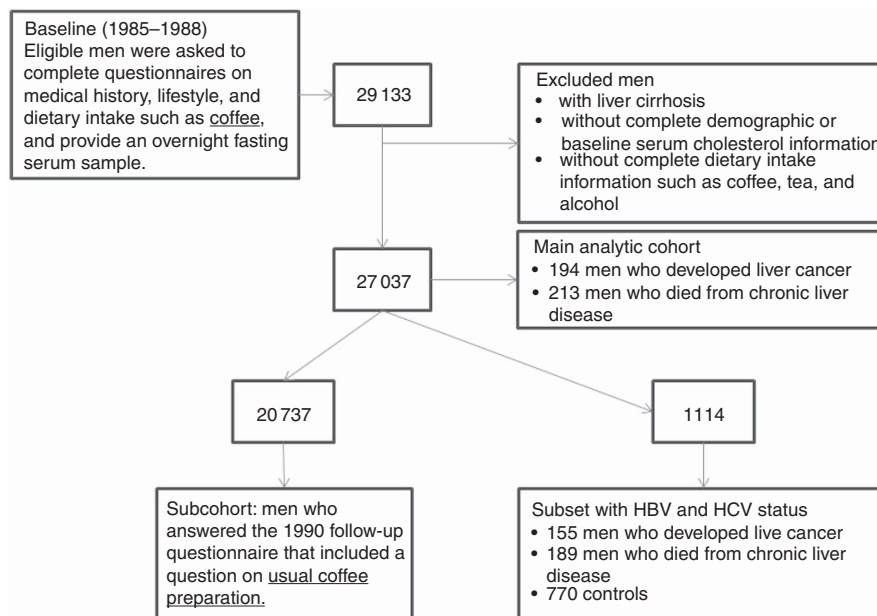 Baseline (1985–1988)
Eligible men were asked to
complete questionnaires on
medical history, lifestyle, and
dietary intake such as coffee,
and provide an overnight fasting
serum sample.
29 133
Excluded men
• with liver cirrhosis
• without complete demographic or
baseline serum cholesterol information
• without complete dietary intake
information such as coffee, tea, and
alcohol
27 037
Main analytic cohort
• 194 men who developed liver cancer
• 213 men who died from chronic liver
disease
20 737
1114
Subcohort: men who
answered the 1990 follow-up
questionnaire that included a
question on usual coffee
preparation.
Subset with HBV and HCV status
• 155 men who developed live cancer
• 189 men who died from chronic liver
disease
• 770 controls